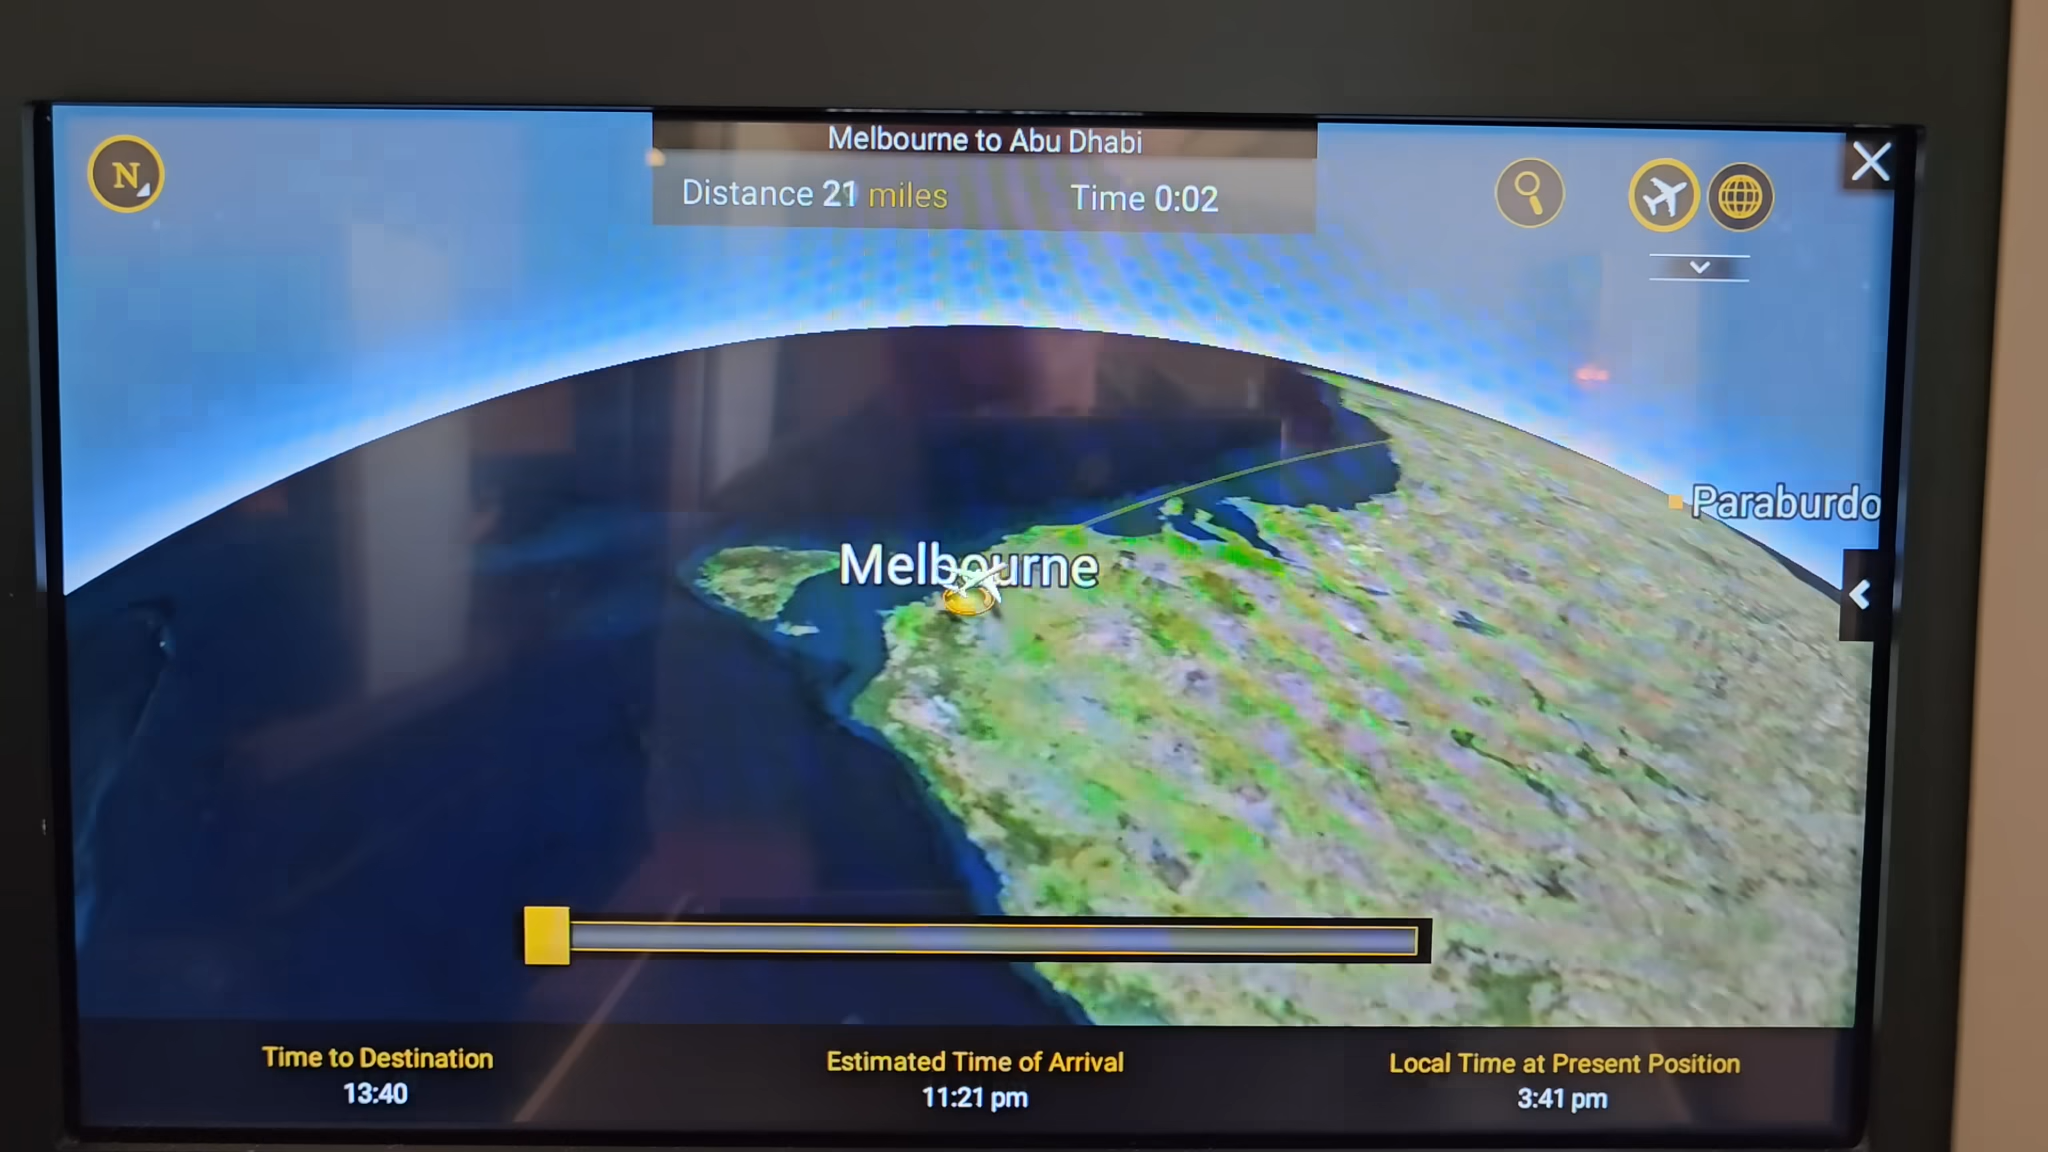 N
Melbourne to Abu Dhabi
Distance 21 miles Time 0:02
Paraburdo
Melbourne
Time to Destination
13:40
Estimated Time of Arrival
11:21 pm
Local Time at Present Position
3:41 pm